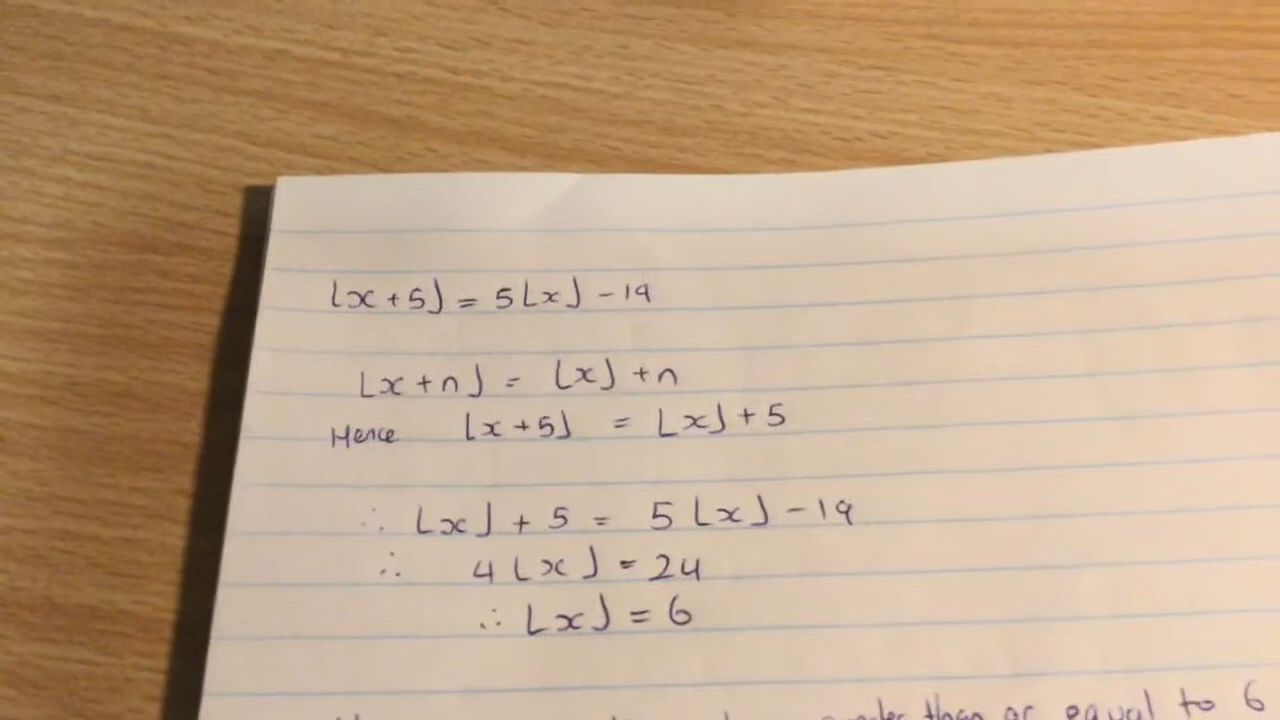 ⌊x+5⌋ = 5⌊x⌋ - 19
⌊x+n⌋ = ⌊x⌋ + n
Hence ⌊x+5⌋ = ⌊x⌋ + 5
∴ ⌊x⌋ + 5 = 5⌊x⌋ - 19
∴ 4⌊x⌋ = 24
∴ ⌊x⌋ = 6
than or equal to 6